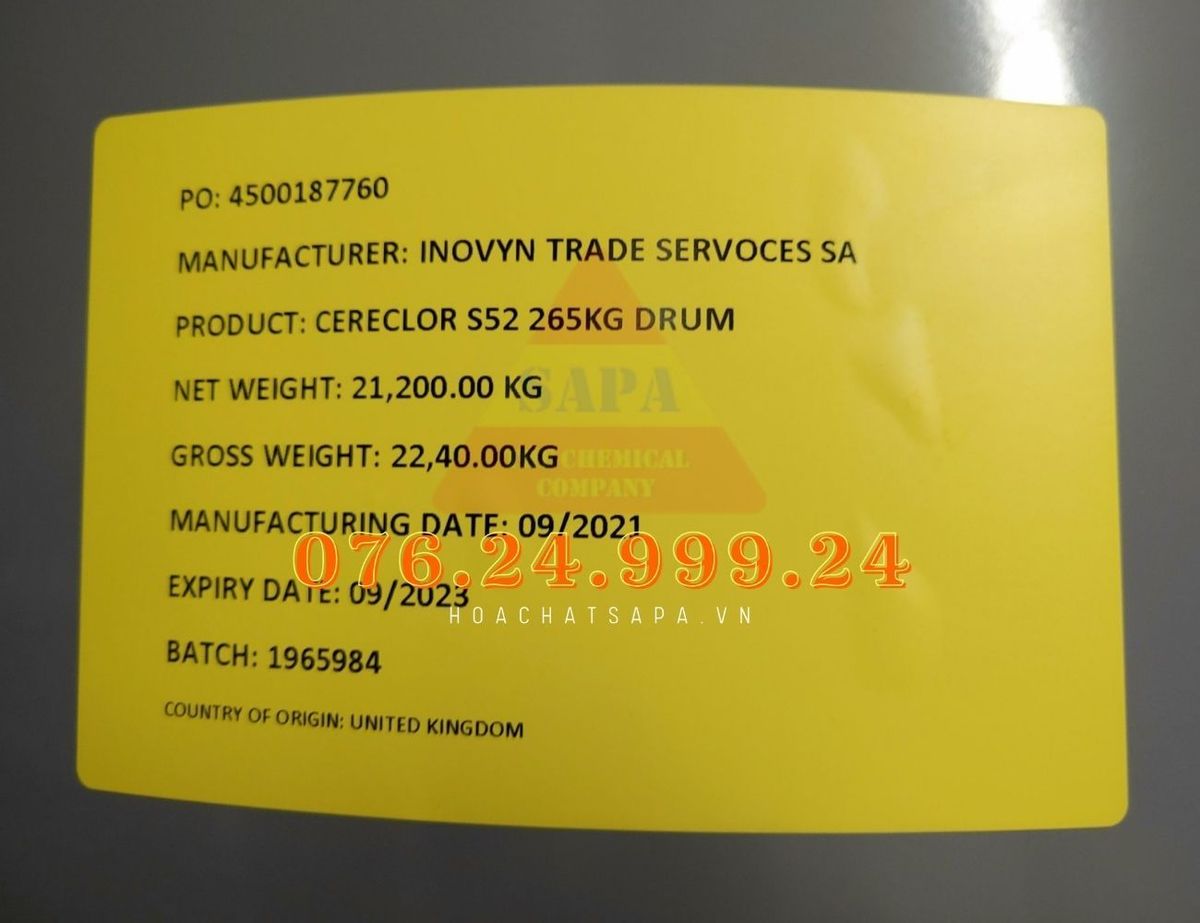 PO: 4500187760
MANUFACTURER: INOVYN TRADE SERVOCES SA
PRODUCT: CERECLOR S52 265KG DRUM
NET WEIGHT: 21,200.00 KG
SAPA
GROSS WEIGHT: 22,40.00KG
CHEMICAL
COMPANY
MANUFACTURING DATE: 09/2021
076.24.999.24
EXPIRY DATE: 09/2023
HOACHATSAPA.VN
BATCH: 1965984
COUNTRY OF ORIGIN: UNITED KINGDOM